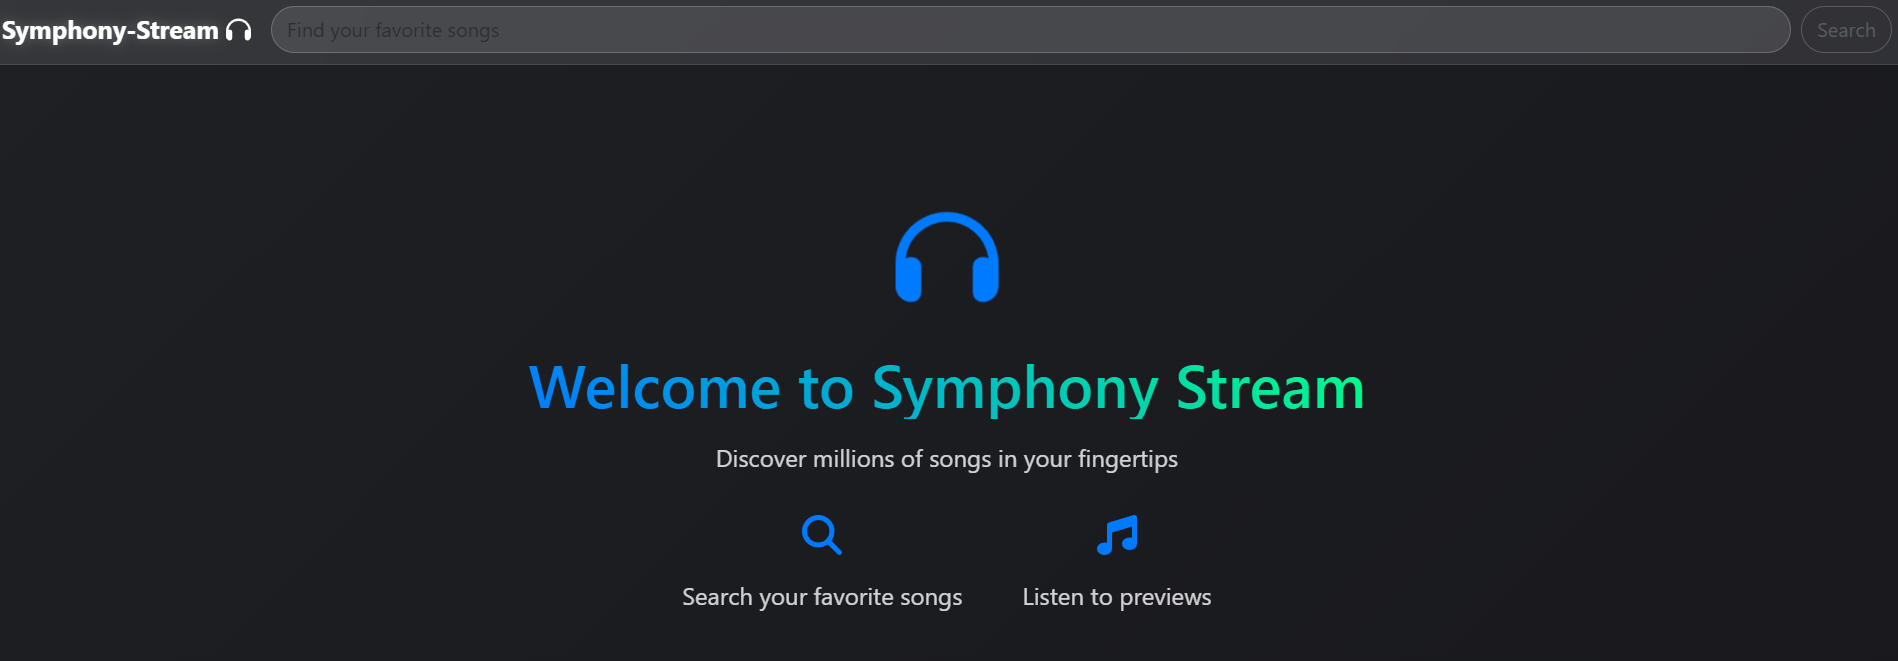 Symphony-Stream
Find your favorite songs
Search
Welcome to Symphony Stream
Discover millions of songs in your fingertips
Search your favorite songs
Listen to previews